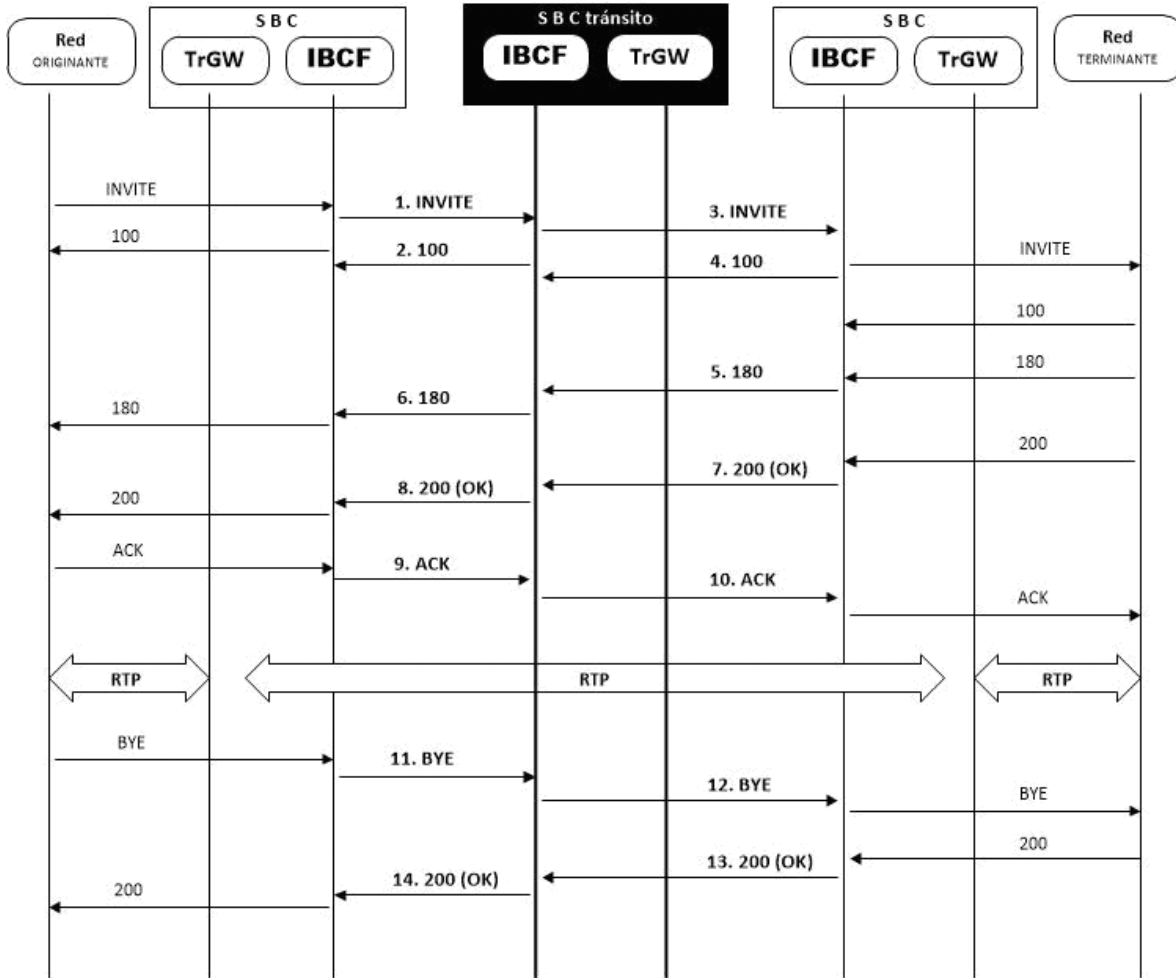 S B C
S B C tránsito
S B C
Red
ORIGINANTE
TrGW
IBCF
IBCF
TrGW
IBCF
TrGW
Red
TERMINANTE
INVITE
1. INVITE
3. INVITE
100
2. 100
4. 100
INVITE
100
180
5. 180
6. 180
180
200
7. 200 (OK)
8. 200 (OK)
200
ACK
9. ACK
10. ACK
ACK
RTP
RTP
RTP
BYE
11. BYE
12. BYE
BYE
200
13. 200 (OK)
14. 200 (OK)
200